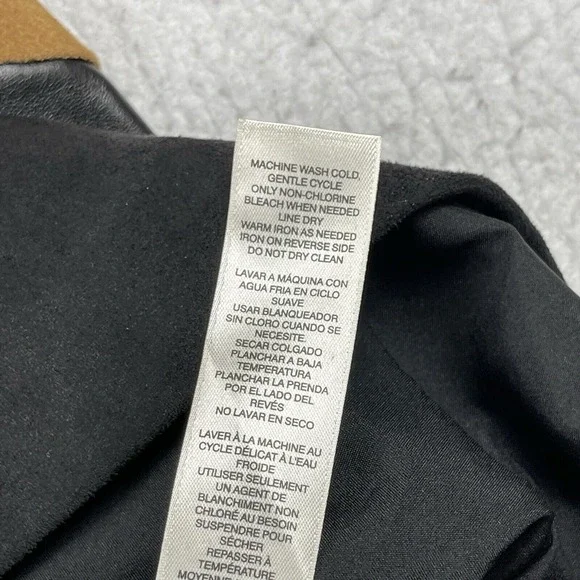 MACHINE WASH COLD,
GENTLE CYCLE
ONLY NON-CHLORINE
BLEACH WHEN NEEDED
LINE DRY
WARM IRON AS NEEDED
IRON ON REVERSE SIDE
DO NOT DRY CLEAN
LAVAR A MÁQUINA CON
AGUA FRIA EN CICLO
SUAVE
USAR BLANQUEADOR
SIN CLORO CUANDO SE
NECESITE.
SECAR COLGADO
PLANCHAR A BAJA
TEMPERATURA
PLANCHAR LA PRENDA
POR EL LADO DEL
REVÉS
NO LAVAR EN SECO
LAVER À LA MACHINE AU
CYCLE DÉLICAT À L'EAU
FROIDE
UTILISER SEULEMENT
UN AGENT DE
BLANCHIMENT NON
CHLORÉ AU BESOIN
SUSPENDRE POUR
SÉCHER
REPASSER À
TEMPÉRATURE
MOYENNE